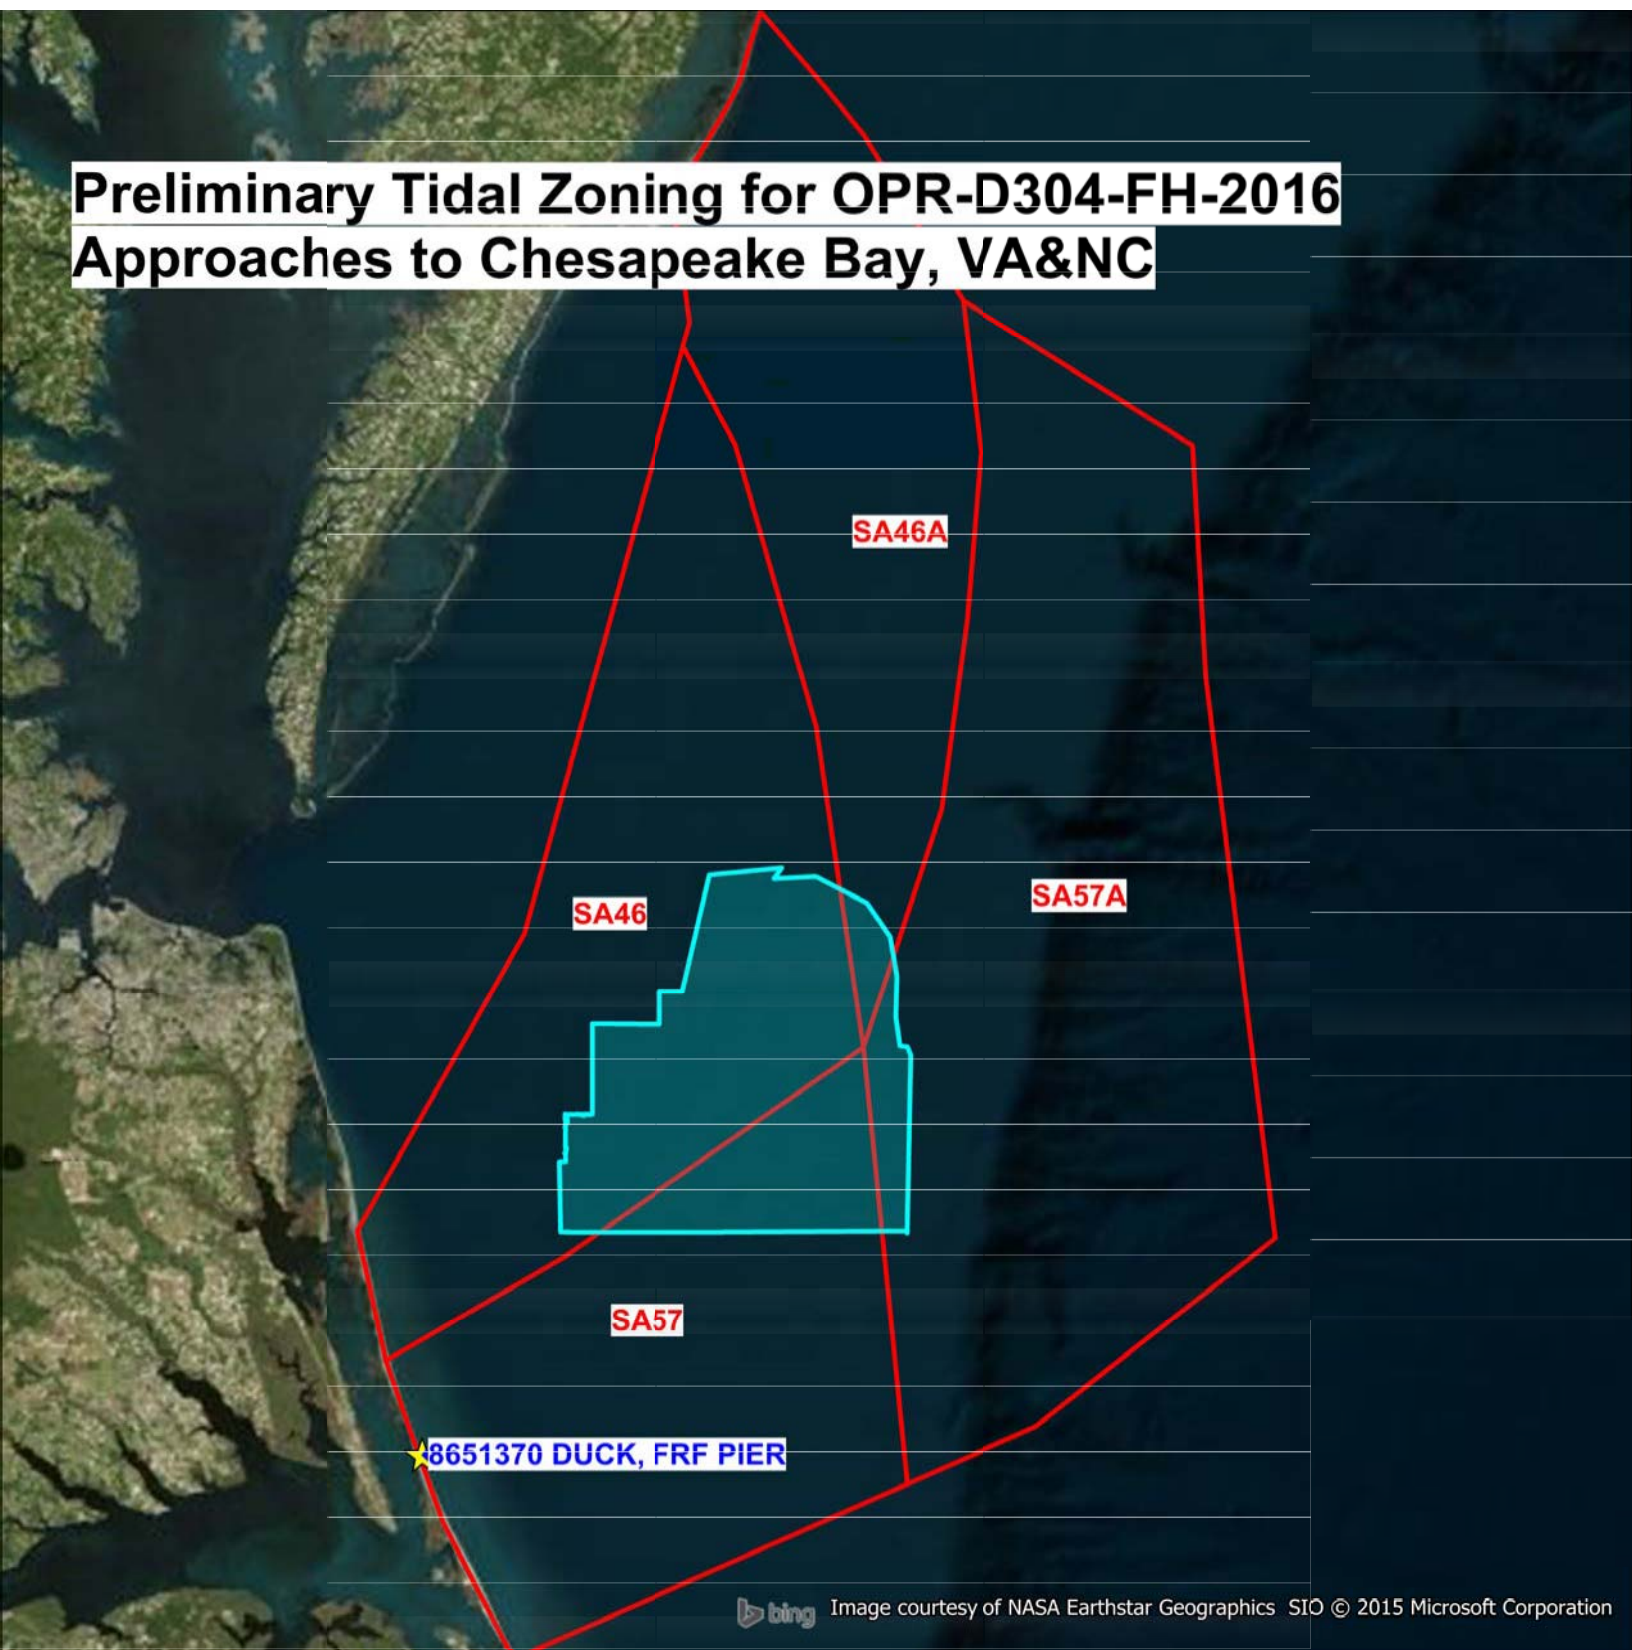 Preliminary Tidal Zoning for OPR-D304-FH-2016
Approaches to Chesapeake Bay, VA&NC
SA46A
SA57A
SA46
SA57
8651370 DUCK, FRF PIER
bing Image courtesy of NASA Earthstar Geographics SIO © 2015 Microsoft Corporation